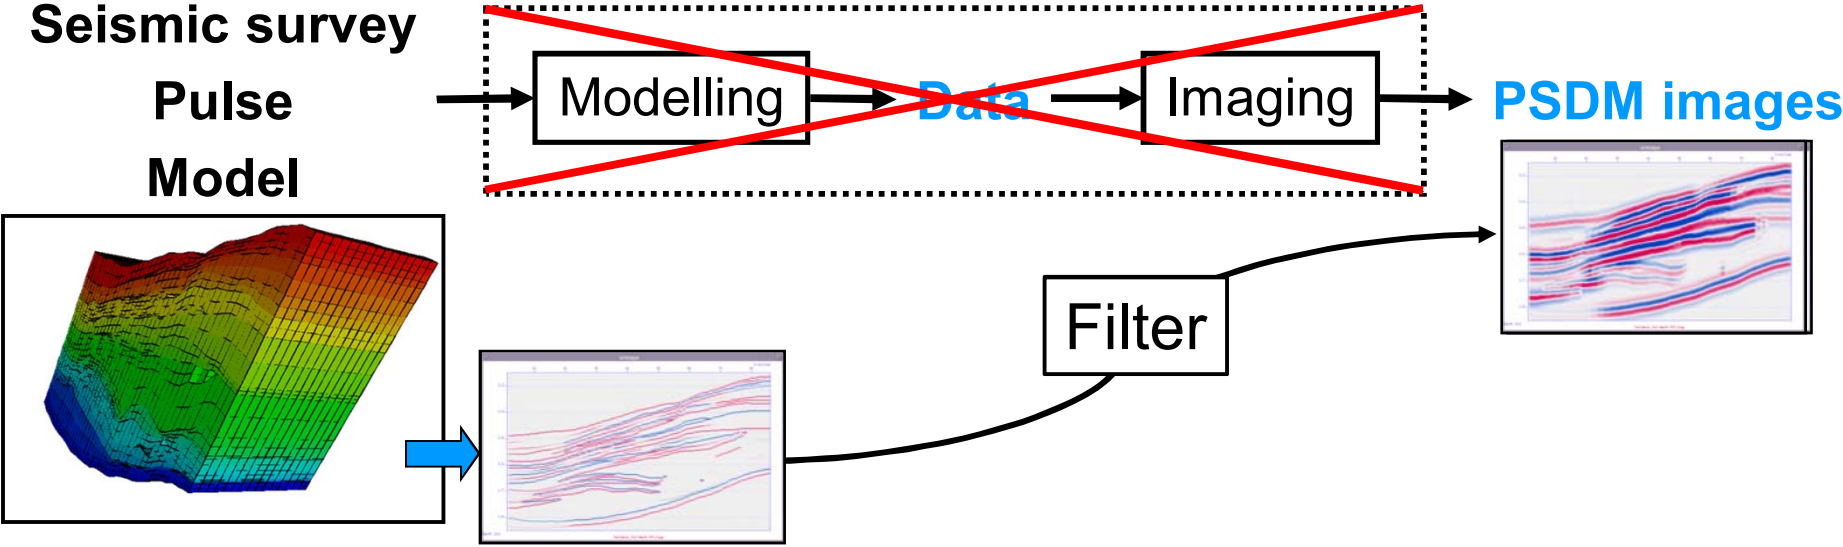 Seismic survey
Pulse
Model
Modelling
Data
Imaging
PSDM images
Filter